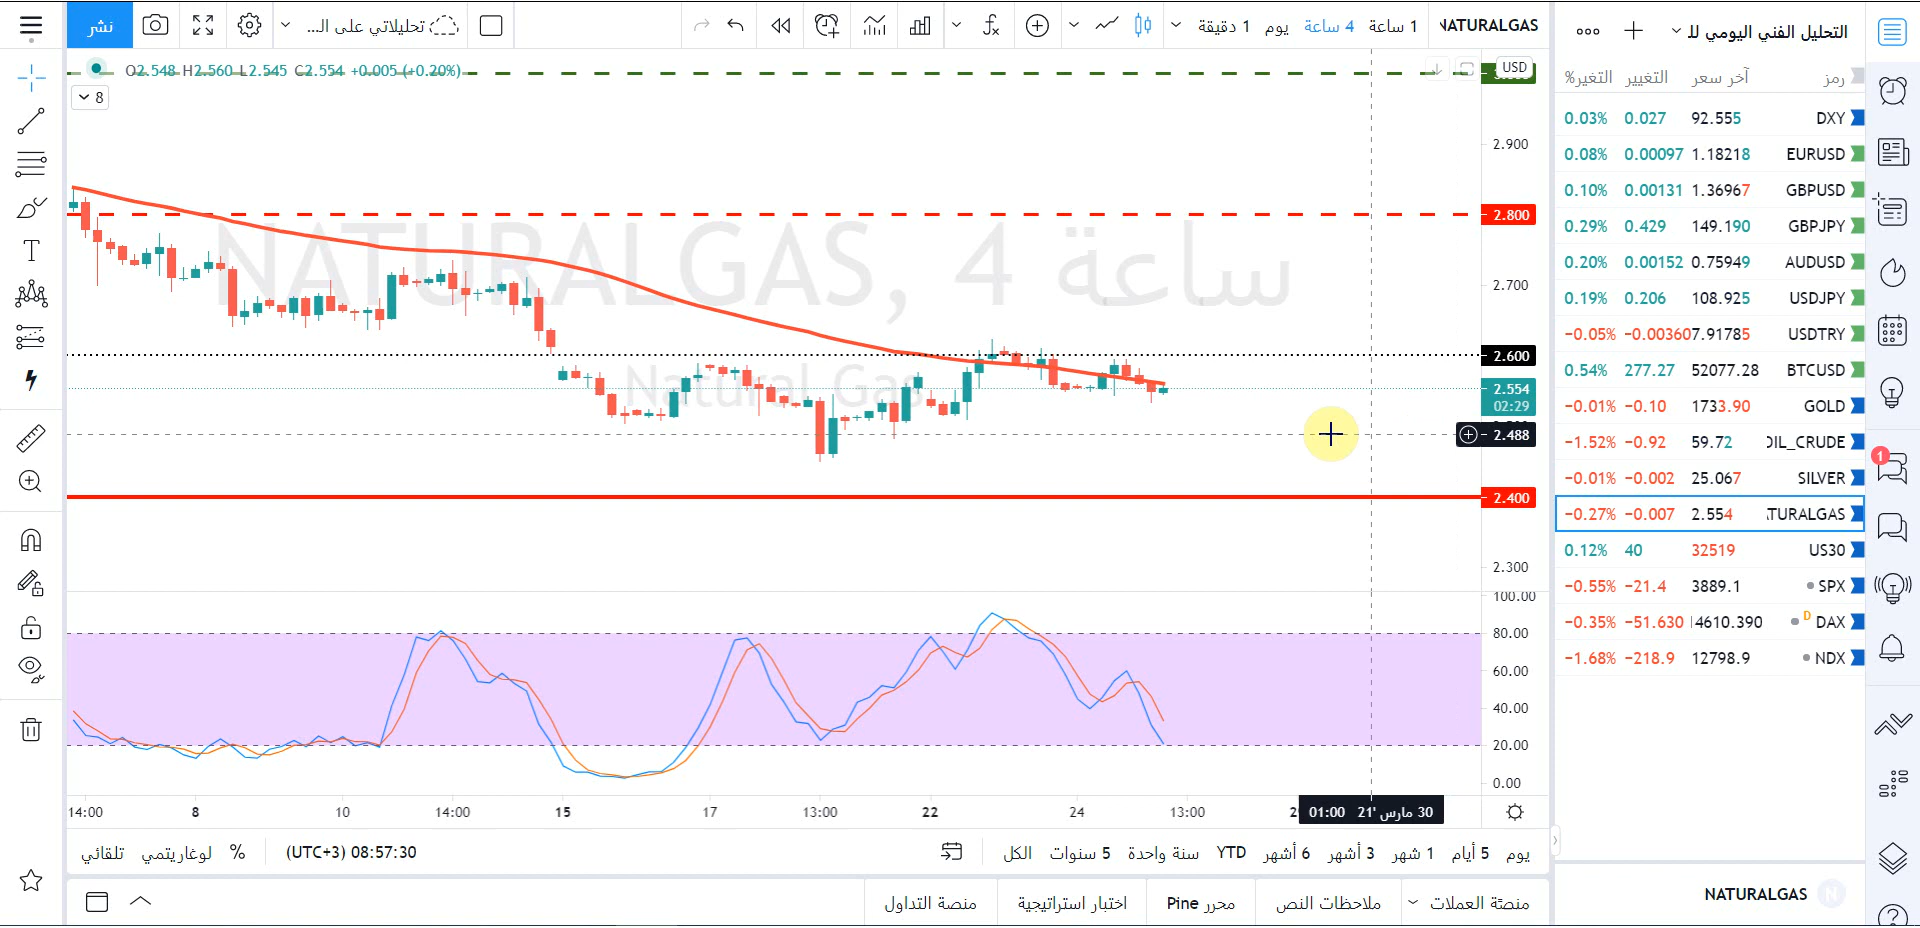 نشر
تحليلاتي على الـ...
1 دقيقة
يوم
4 ساعة
1 ساعة
NATURALGAS
التحليل الفني اليومي للـ
O2.548 H2.560 L2.545 C2.554 +0.005 (+0.20%)
USD
8
NATURALGAS, 4 ساعة
Natural Gas
2.900
2.800
2.700
2.600
2.554
02:29
2.488
2.400
2.300
100.00
80.00
60.00
40.00
20.00
0.00
14:00 8 10 14:00 15 17 13:00 22 24 13:00
01:00 30 مارس '21
تلقائي لوغاريتمي % (UTC+3) 08:57:30
يوم 5 أيام 1 شهر 3 أشهر 6 أشهر YTD سنة واحدة 5 سنوات الكل
منصئة العملات ملاحظات النص محرر Pine اختبار استراتيجية منصة التداول
رمز آخر سعر التغيير التغير%
DXY 92.555 0.027 0.03%
EURUSD 1.18218 0.00097 0.08%
GBPUSD 1.36967 0.00131 0.10%
GBPJPY 149.190 0.429 0.29%
AUDUSD 0.75949 0.00152 0.20%
USDJPY 108.925 0.206 0.19%
USDTRY 7.91785 −0.00360 −0.05%
BTCUSD 52077.28 277.27 0.54%
GOLD 1733.90 −0.10 −0.01%
OIL_CRUDE 59.72 −0.92 −1.52%
SILVER 25.067 −0.002 −0.01%
ATURALGAS 2.554 −0.007 −0.27%
US30 32519 40 0.12%
SPX 3889.1 −21.4 −0.55%
DAX D 14610.390 −51.630 −0.35%
NDX 12798.9 −218.9 −1.68%
1
NATURALGAS N